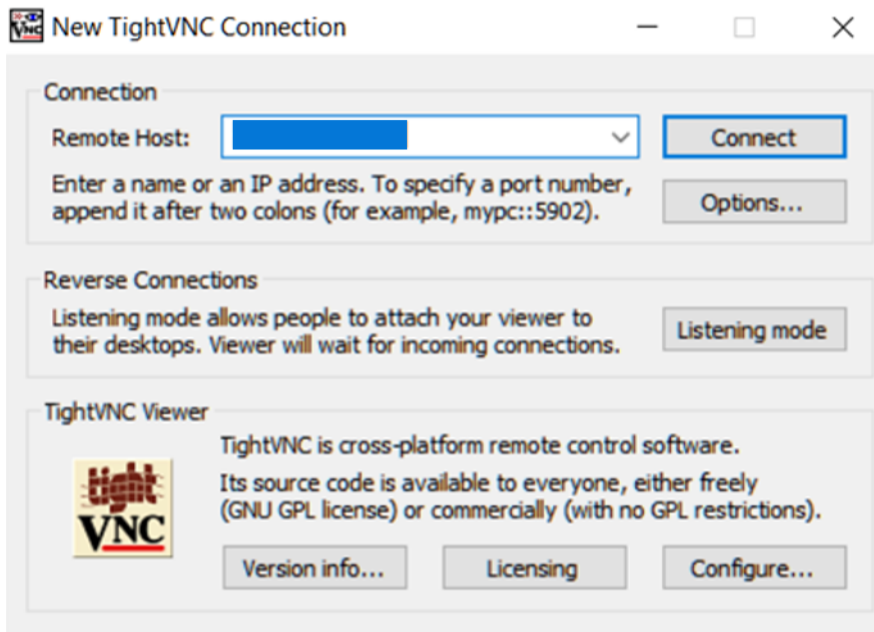 New TightVNC Connection
Connection
Remote Host:
Connect
Enter a name or an IP address. To specify a port number,
append it after two colons (for example, mypc::5902).
Options...
Reverse Connections
Listening mode allows people to attach your viewer to
their desktops. Viewer will wait for incoming connections.
Listening mode
TightVNC Viewer
tight
VNC
TightVNC is cross-platform remote control software.
Its source code is available to everyone, either freely
(GNU GPL license) or commercially (with no GPL restrictions).
Version info...
Licensing
Configure...